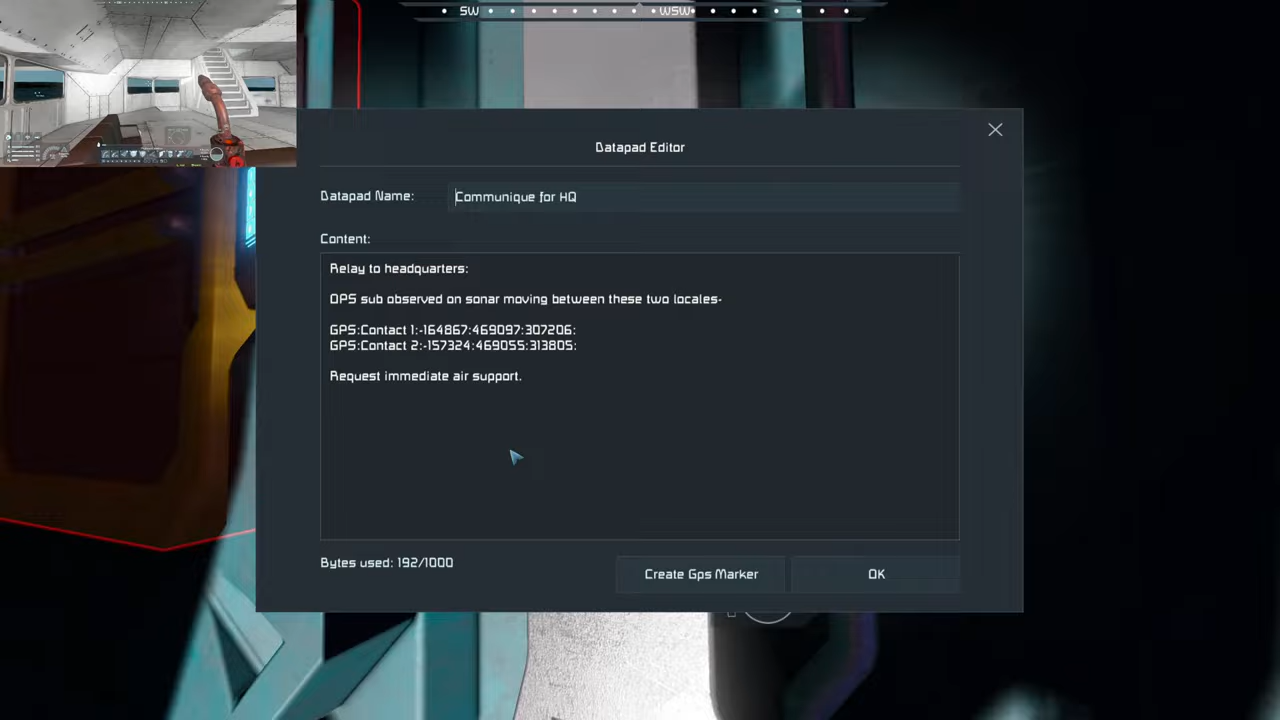 SW
WSW
Datapad Editor
Datapad Name:
Communique for HQ
Content:
Relay to headquarters:
OPS sub observed on sonar moving between these two locales-
GPS:Contact 1:-164867:469097:307206:
GPS:Contact 2:-157324:469055:313805:
Request immediate air support.
Bytes used: 192/1000
Create Gps Marker
OK